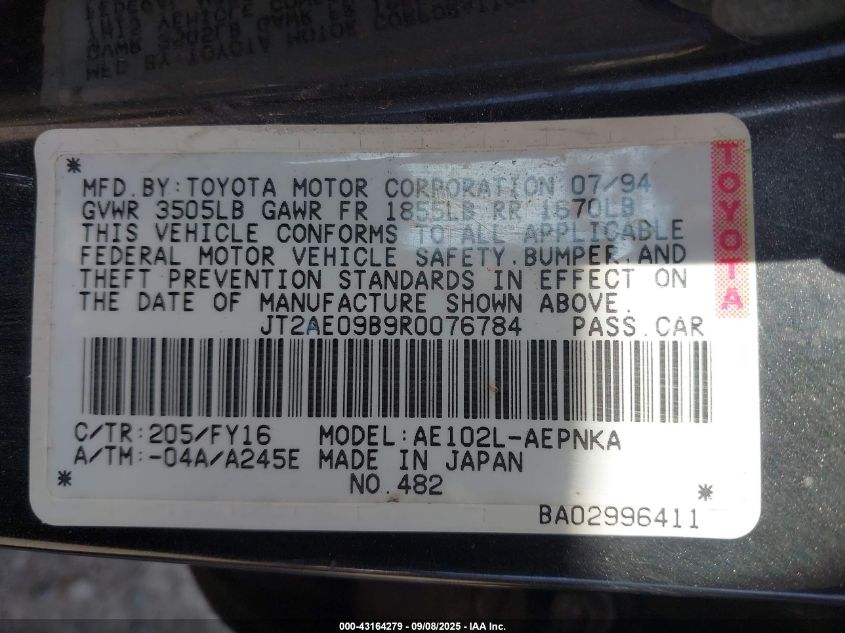 MFD.BY:TOYOTA MOTOR CORPORATION 07/94
GVWR 3505LB GAWR FR 1855LB RR 1670LB
THIS VEHICLE CONFORMS TO ALL APPLICABLE
FEDERAL MOTOR VEHICLE SAFETY.BUMPER.AND
THEFT PREVENTION STANDARDS IN EFFECT ON
THE DATE OF MANUFACTURE SHOWN ABOVE.
JT2AE09B9R0076784 PASS.CAR
TOYOTA
C/TR:205/FY16 MODEL:AE102L-AEPNKA
A/TM:-04A/A245E MADE IN JAPAN
NO.482
BA02996411
000-43164279 - 09/08/2025 - IAA Inc.